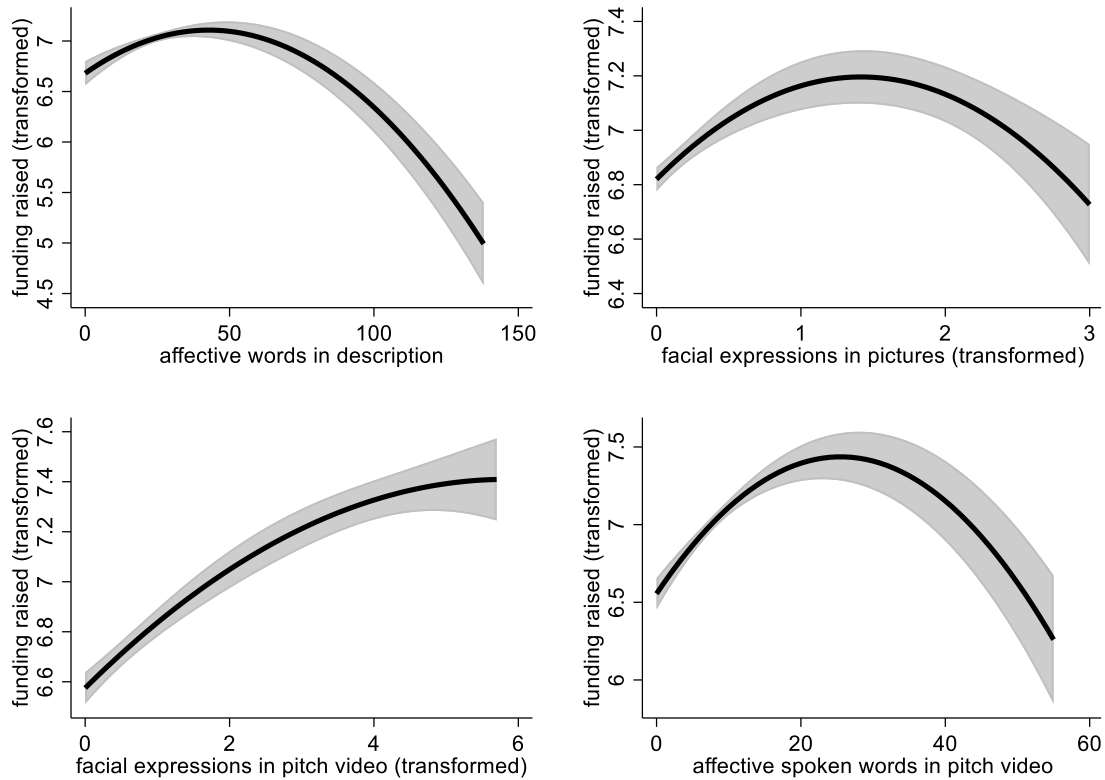 funding raised (transformed)
7
6.5
6
5.5
5
4.5
0 50 100 150
affective words in description
funding raised (transformed)
7.4
7.2
7
6.8
6.6
6.4
0 1 2 3
facial expressions in pictures (transformed)
funding raised (transformed)
7.6
7.4
7.2
7
6.8
6.6
0 2 4 6
facial expressions in pitch video (transformed)
funding raised (transformed)
7.5
7
6.5
6
0 20 40 60
affective spoken words in pitch video